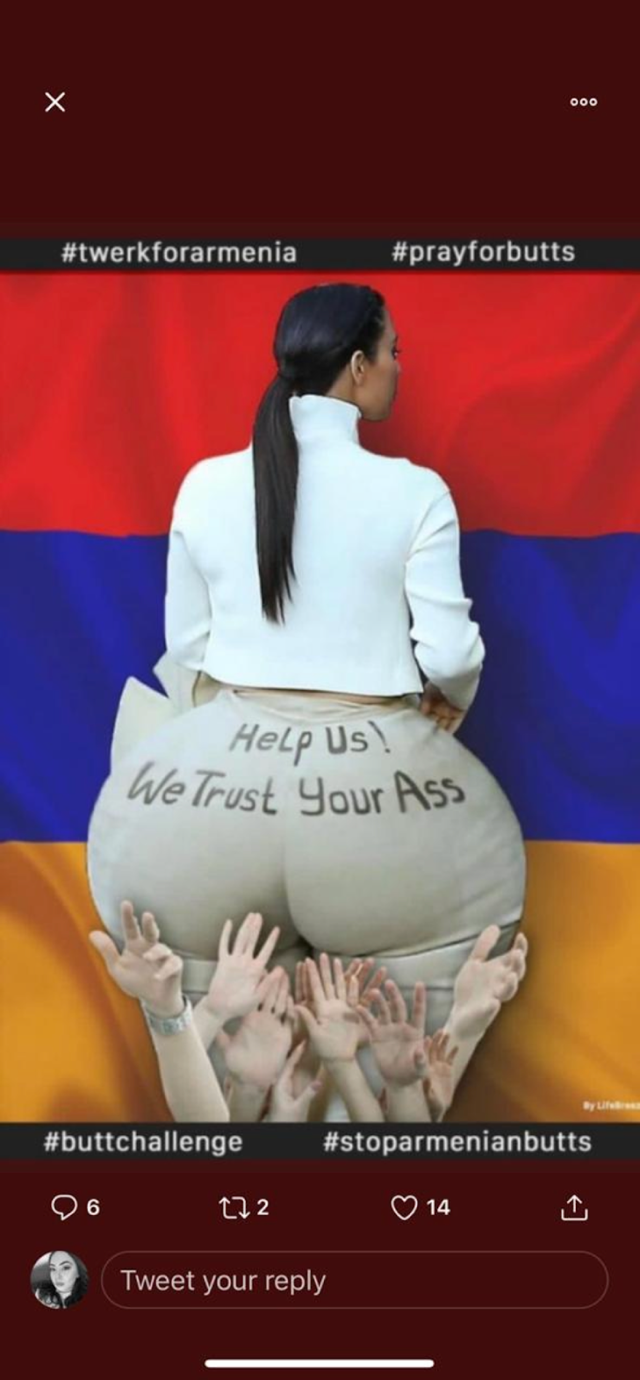 #twerkforarmenia #prayforbutts
Help Us!
We Trust Your Ass
#buttchallenge #stoparmenianbutts
6 2 14
Tweet your reply